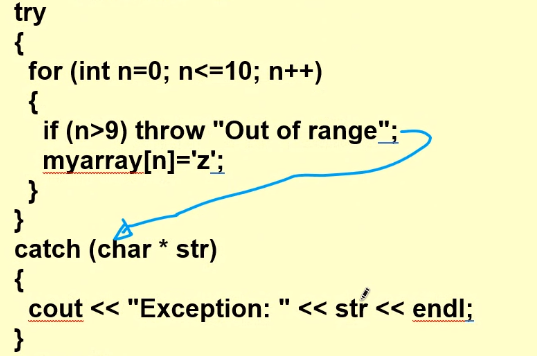 try
{
for (int n=0; n<=10; n++)
{
if (n>9) throw "Out of range";
myarray[n]='z';
}
}
catch (char * str)
{
cout << "Exception: " << str << endl;
}